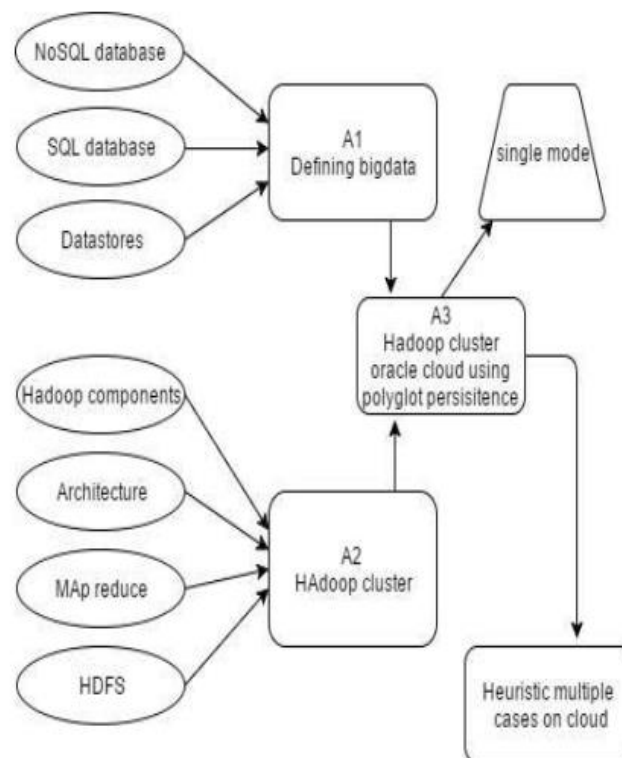 NoSQL database
SQL database
Datastores
A1
Defining bigdata
single mode
A3
Hadoop cluster
oracle cloud using
polyglot persisitence
Hadoop components
Architecture
MAp reduce
HDFS
A2
HAdoop cluster
Heuristic multiple
cases on cloud